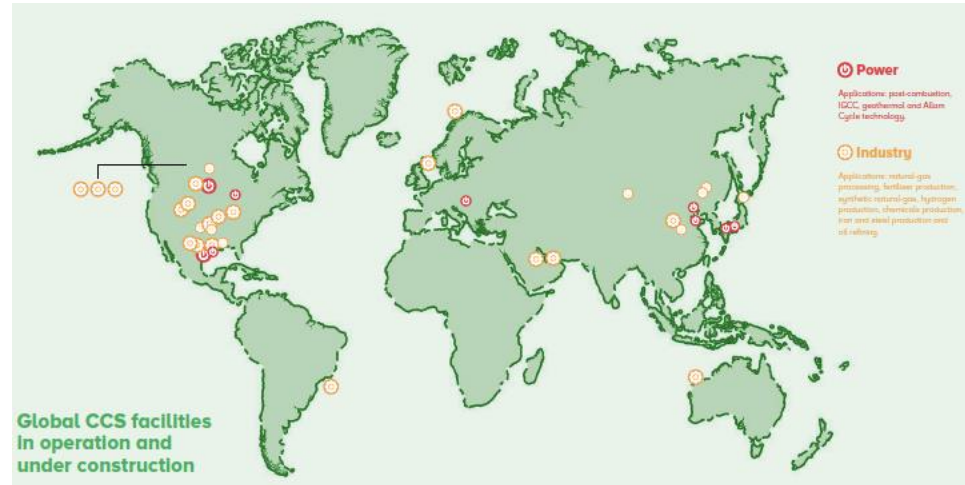 Power
Applications: post-combustion,
IGCC, geothermal and Allam
Cycle technology.
Industry
Applications: natural-gas
processing, fertiliser production,
synthetic natural-gas, hydrogen
production, chemicals production,
iron and steel production and
oil refining.
Global CCS facilities
in operation and
under construction